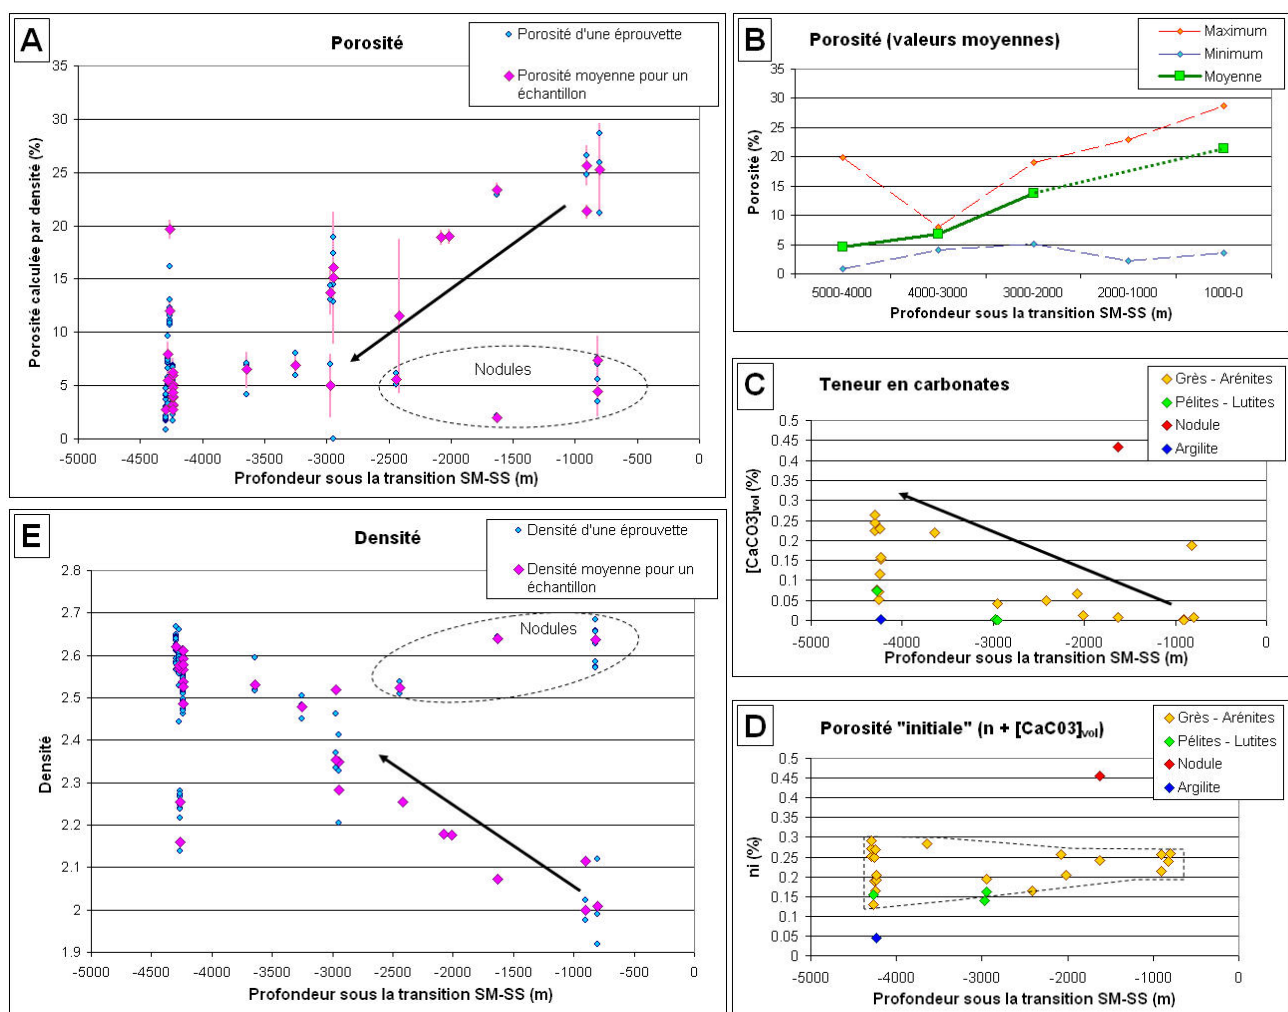 A
Porosité
Porosité d'une éprouvette
Porosité moyenne pour un
échantillon
Porosité calculée par densité (%)
35
30
25
20
15
10
5
0
Nodules
-5000 -4500 -4000 -3500 -3000 -2500 -2000 -1500 -1000 -500 0
Profondeur sous la transition SM-SS (m)
B
Porosité (valeurs moyennes)
Maximum
Minimum
Moyenne
Porosité (%)
35
30
25
20
15
10
5
0
5000-4000 4000-3000 3000-2000 2000-1000 1000-0
Profondeur sous la transition SM-SS (m)
C
Teneur en carbonates
Grès - Arénites
Pélites - Lutites
Nodule
Argilite
[CaCO3]vol (%)
0.5
0.45
0.4
0.35
0.3
0.25
0.2
0.15
0.1
0.05
0
-5000 -4000 -3000 -2000 -1000 0
Profondeur sous la transition SM-SS (m)
E
Densité
Densité d'une éprouvette
Densité moyenne pour un
échantillon
Densité
2.8
2.7
2.6
2.5
2.4
2.3
2.2
2.1
2
1.9
Nodules
-5000 -4500 -4000 -3500 -3000 -2500 -2000 -1500 -1000 -500 0
Profondeur sous la transition SM-SS (m)
D
Porosité "initiale" (n + [CaC03]vol)
Grès - Arénites
Pélites - Lutites
Nodule
Argilite
ni (%)
0.5
0.45
0.4
0.35
0.3
0.25
0.2
0.15
0.1
0.05
0
-5000 -4000 -3000 -2000 -1000 0
Profondeur sous la transition SM-SS (m)